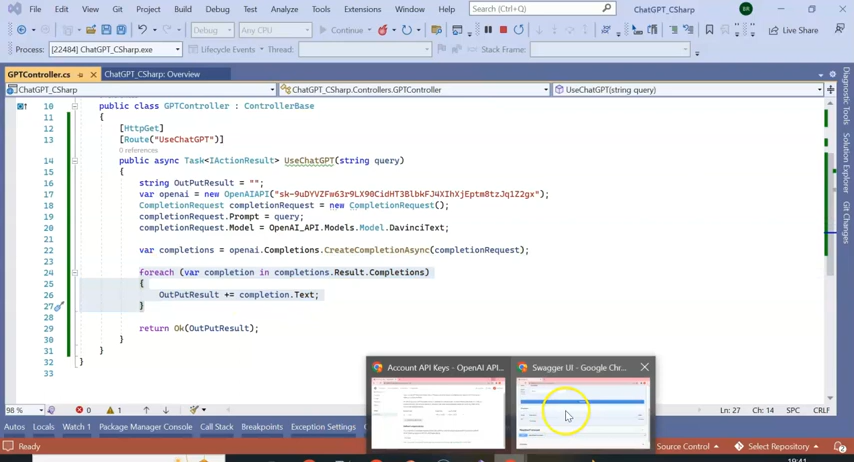 File Edit View Git Project Build Debug Test Analyze Tools Extensions Window Help Search (Ctrl+Q) ChatGPT_CSharp
Debug Any CPU Continue Live Share
Process: [22484] ChatGPT_CSharp.exe Lifecycle Events Thread: Stack Frame:
GPTController.cs ChatGPT_CSharp: Overview
ChatGPT_CSharp ChatGPT_CSharp.Controllers.GPTController UseChatGPT(string query)
10 public class GPTController : ControllerBase
11 {
12 [HttpGet]
13 [Route("UseChatGPT")]
0 references
14 public async Task<IActionResult> UseChatGPT(string query)
15 {
16 string OutPutResult = "";
17 var openai = new OpenAIAPI("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");
18 CompletionRequest completionRequest = new CompletionRequest();
19 completionRequest.Prompt = query;
20 completionRequest.Model = OpenAI_API.Models.Model.DavinciText;
21
22 var completions = openai.Completions.CreateCompletionAsync(completionRequest);
23
24 foreach (var completion in completions.Result.Completions)
25 {
26 OutPutResult += completion.Text;
27 }
28
29 return Ok(OutPutResult);
30 }
31 }
32 }
33
Diagnostic Tools
Solution Explorer
Git Changes
Account API Keys - OpenAI API... Swagger UI - Google Chr...
98 % 0 1 Ln: 27 Ch: 14 SPC CRLF
Autos Locals Watch 1 Package Manager Console Call Stack Breakpoints Exception Settings
Ready Source Control Select Repository 2
19:41